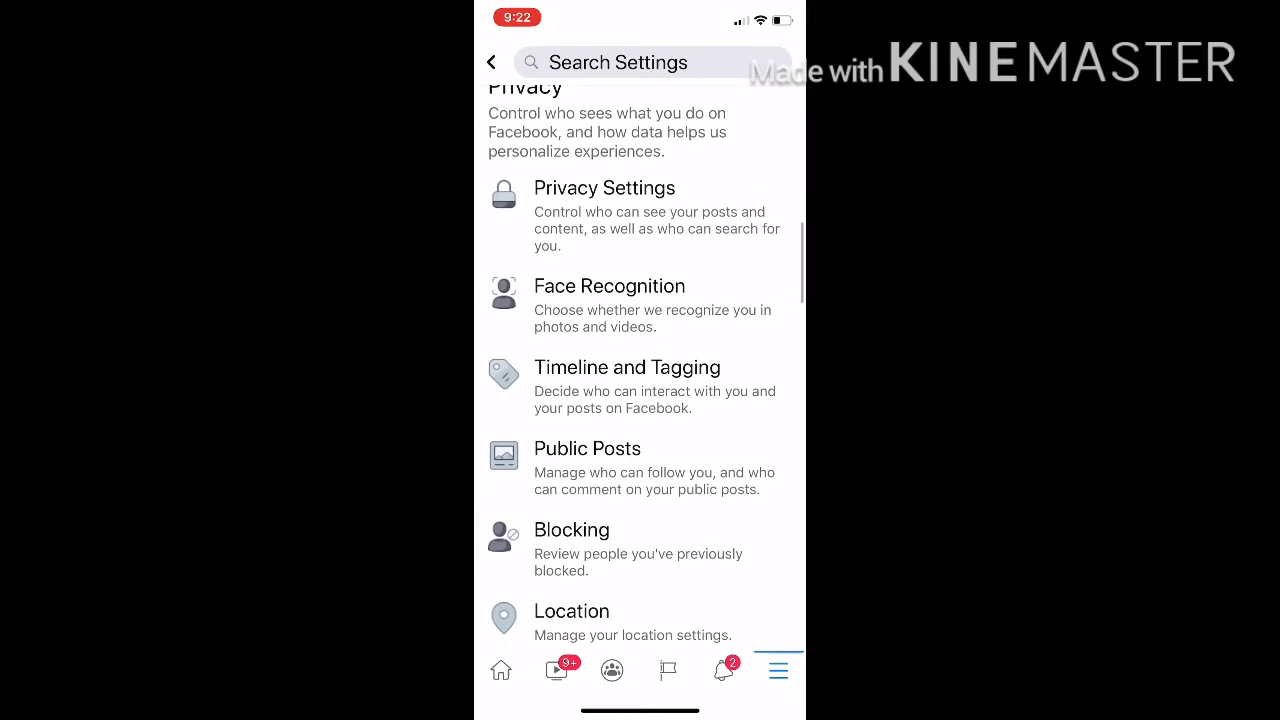 9:22
Search Settings
Made with KINEMASTER
Privacy
Control who sees what you do on
Facebook, and how data helps us
personalize experiences.
Privacy Settings
Control who can see your posts and
content, as well as who can search for
you.
Face Recognition
Choose whether we recognize you in
photos and videos.
Timeline and Tagging
Decide who can interact with you and
your posts on Facebook.
Public Posts
Manage who can follow you, and who
can comment on your public posts.
Blocking
Review people you've previously
blocked.
Location
Manage your location settings.
9+
2